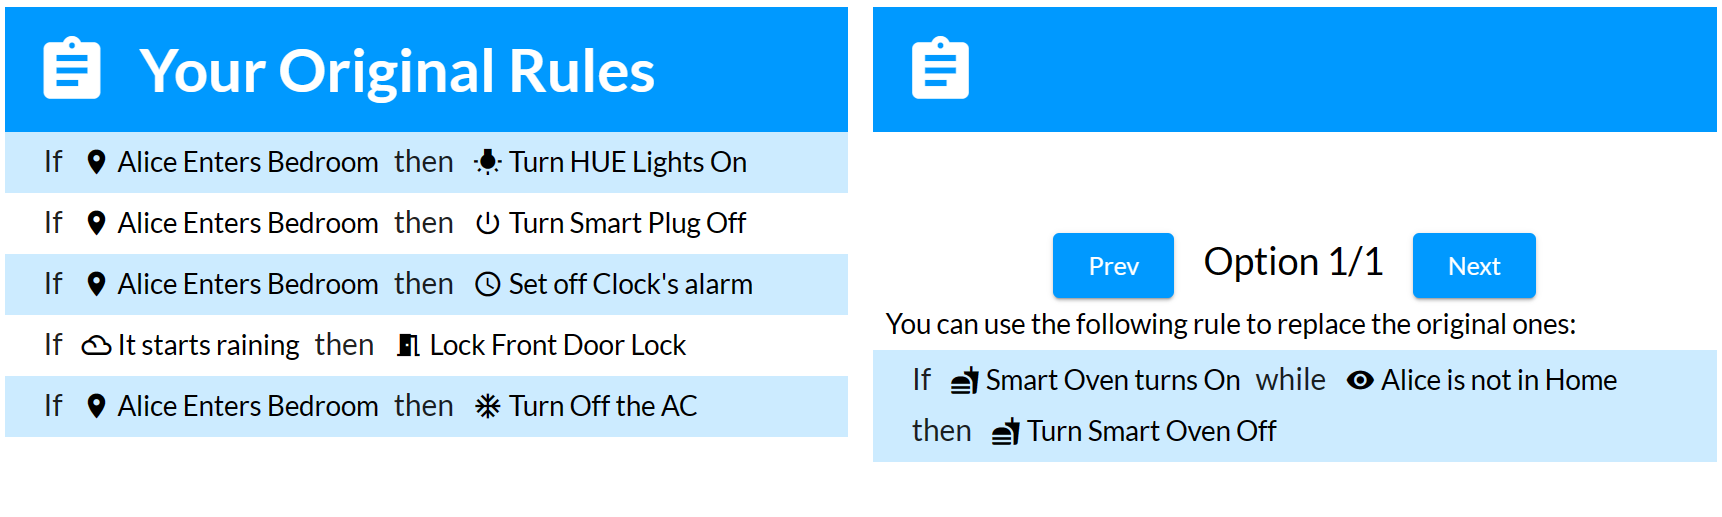 Your Original Rules
If Alice Enters Bedroom then Turn HUE Lights On
If Alice Enters Bedroom then Turn Smart Plug Off
If Alice Enters Bedroom then Set off Clock's alarm
If It starts raining then Lock Front Door Lock
If Alice Enters Bedroom then Turn Off the AC
Prev Option 1/1 Next
You can use the following rule to replace the original ones:
If Smart Oven turns On while Alice is not in Home
then Turn Smart Oven Off